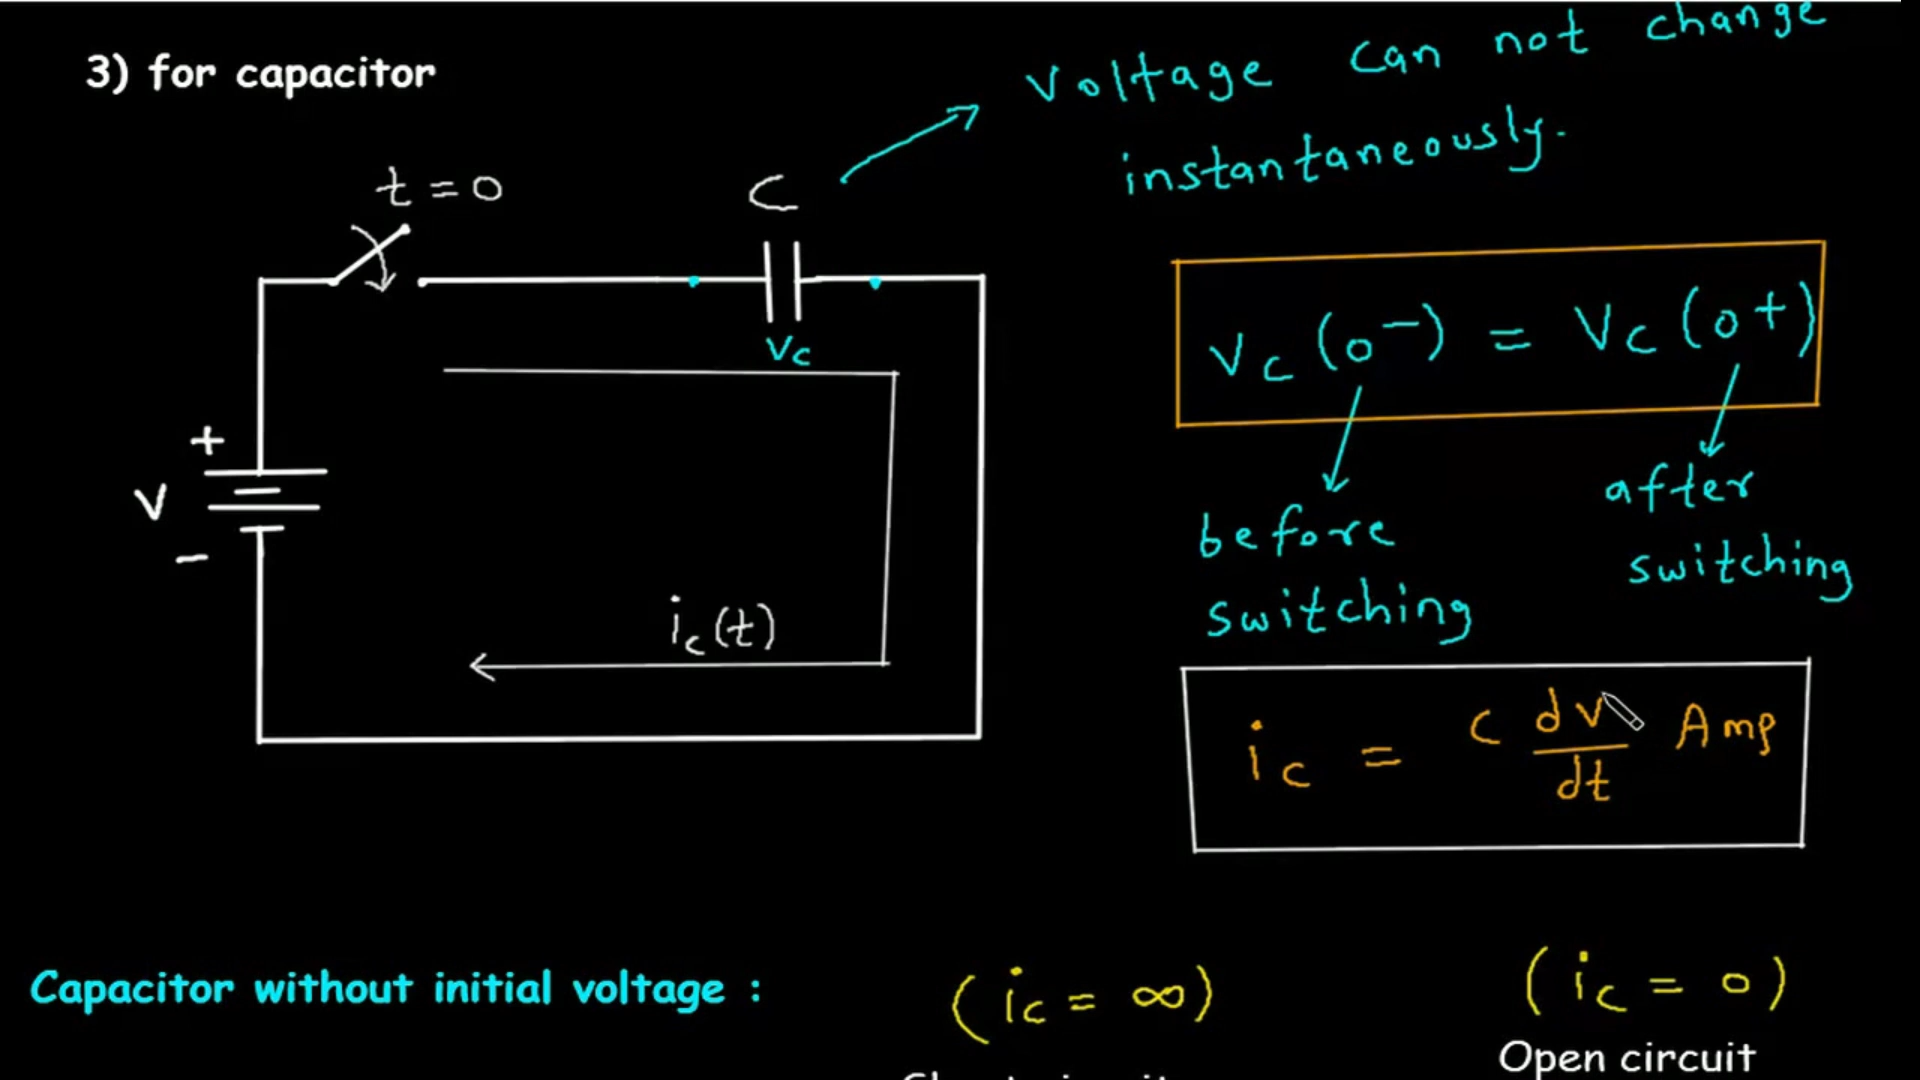 3) for capacitor
Voltage can not change
instantaneously.
t = 0
C
Vc
+
V
-
ic(t)
Vc(0-) = Vc(0+)
before
switching
after
switching
ic = C dv/dt Amp
Capacitor without initial voltage :
(ic = ∞)
(ic = 0)
Open circuit